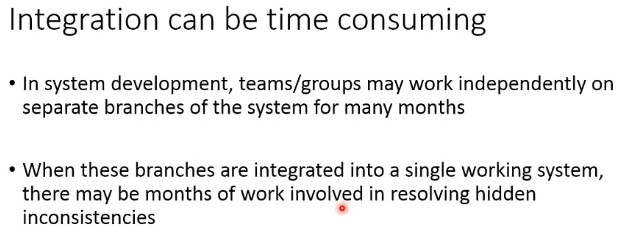 Integration can be time consuming
• In system development, teams/groups may work independently on
separate branches of the system for many months
• When these branches are integrated into a single working system,
there may be months of work involved in resolving hidden
inconsistencies